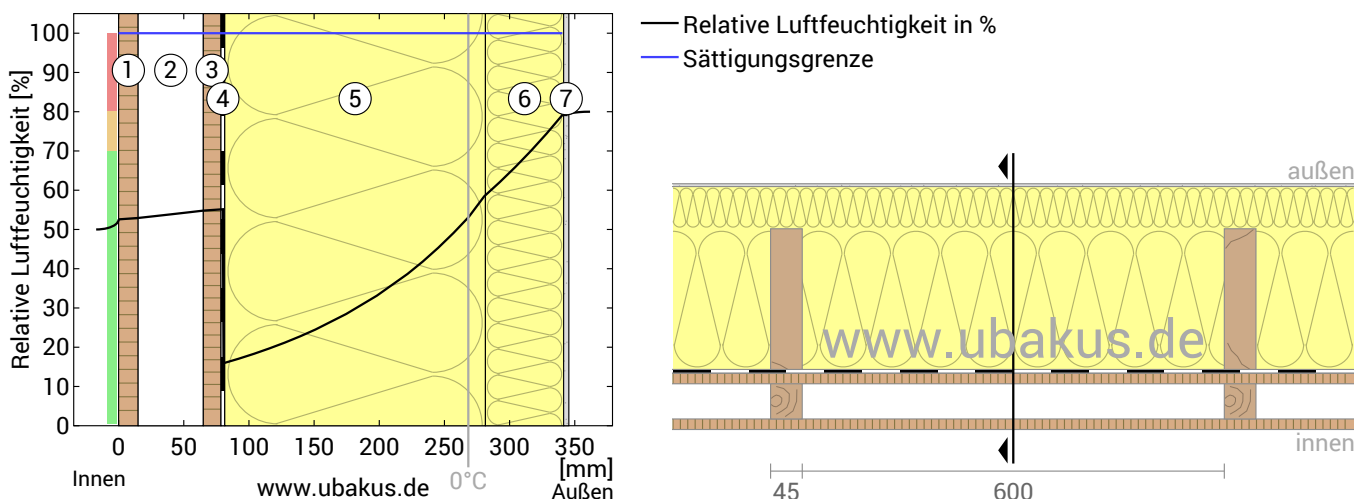 Relative Luftfeuchtigkeit [%]
100
90
80
70
60
50
40
30
20
10
0
1
2
3
4
5
6
7
0
50
100
150
200
250
300
350
[mm]
Innen
www.ubakus.de
0°C
Außen
Relative Luftfeuchtigkeit in %
Sättigungsgrenze
außen
www.ubakus.de
innen
45
600